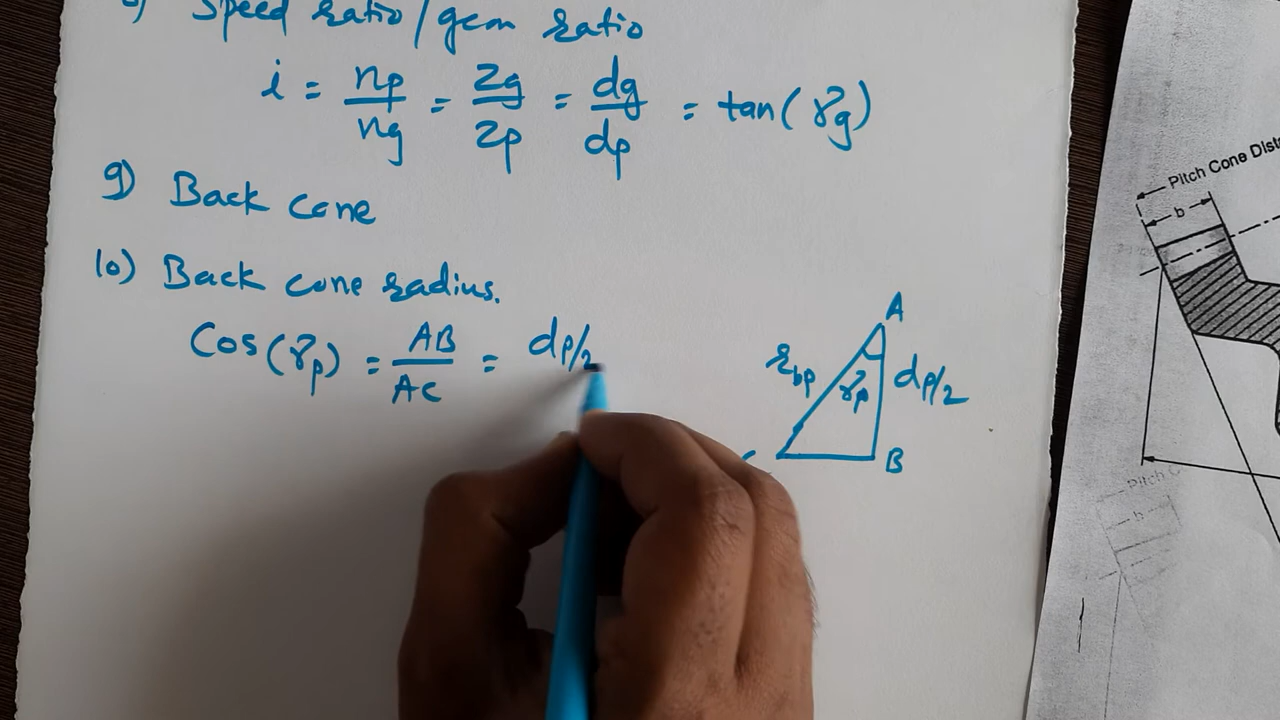 Speed ratio/gear ratio
i = np/ng = Zg/Zp = dg/dp = tan(γg)
9) Back cone
10) Back cone radius.
Cos(γp) = AB/AC = dp/2
A
rbp γp dp/2
B
Pitch Cone Dist
b
Pitch
b